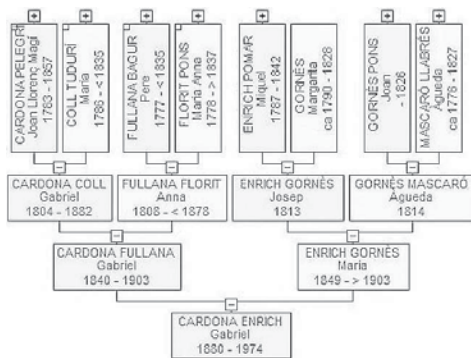 CARDONA PELEGRÍ
Joan Llorenç Magí
1783 - 1857
COLL TUDURÍ
Maria
1786 - < 1835
FULLANA BAGUR
Pere
1777 - < 1835
FLORIT PONS
Maria Anna
1778 - > 1837
ENRICH POMAR
Miquel
1787 - 1842
GORNÉS
Margarita
ca 1790 - 1828
GORNÉS PONS
Joan
- 1826
MASCARÓ LLABRÉS
Agueda
ca 1776 - 1827
CARDONA COLL
Gabriel
1804 - 1882
FULLANA FLORIT
Anna
1808 - < 1878
ENRICH GORNÉS
Josep
1813
GORNÉS MASCARÓ
Águeda
1814
CARDONA FULLANA
Gabriel
1840 - 1903
ENRICH GORNÉS
Maria
1849 - > 1903
CARDONA ENRICH
Gabriel
1880 - 1974